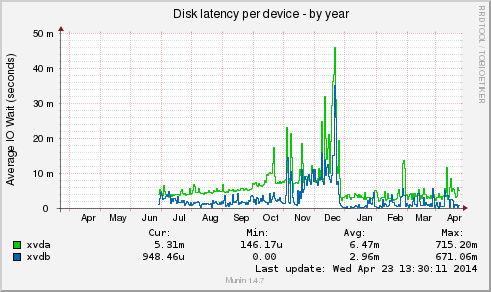 Disk latency per device - by year
RRDTOOL / TOBI OETIKER
Average IO Wait (seconds)
50 m
40 m
30 m
20 m
10 m
0
Apr May Jun Jul Aug Sep Oct Nov Dec Jan Feb Mar Apr
Cur: Min: Avg: Max:
xvda 5.31m 146.17u 6.47m 715.20m
xvdb 948.46u 0.00 2.96m 671.06m
Last update: Wed Apr 23 13:30:11 2014
Munin 1.4.7